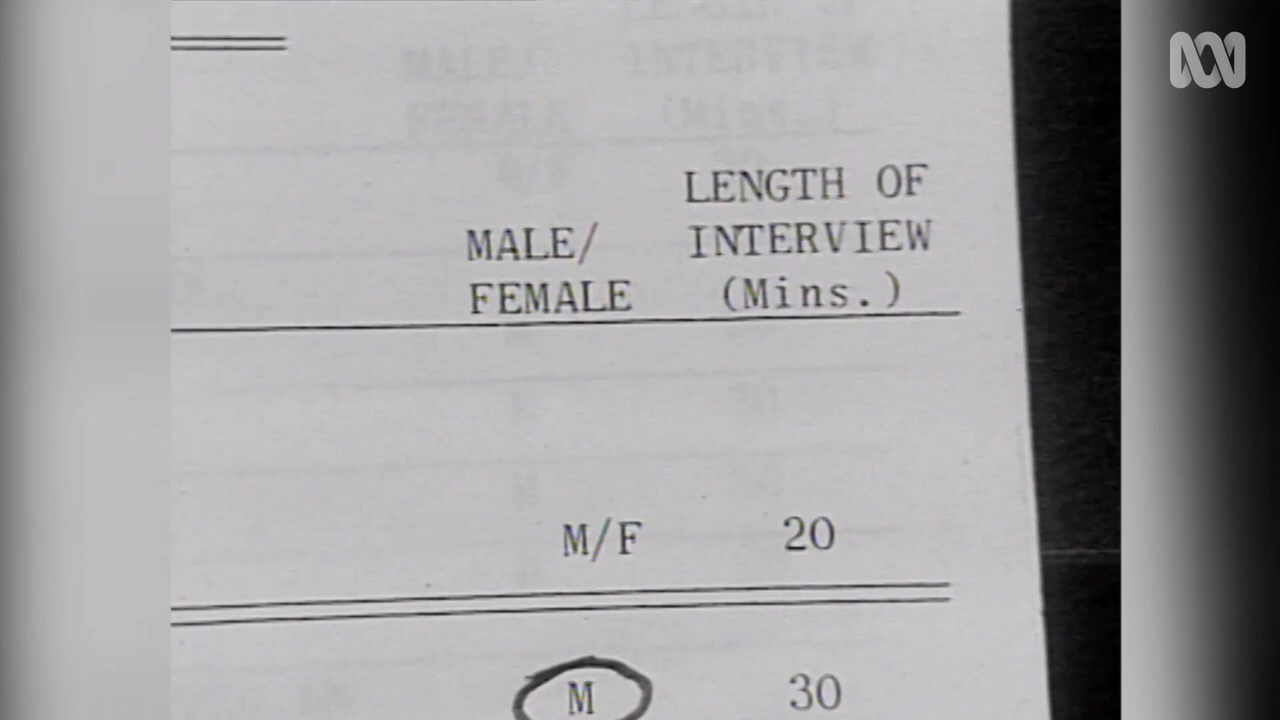 LENGTH OF
MALE/ INTERVIEW
FEMALE (Mins.)
M/F 20
M 30